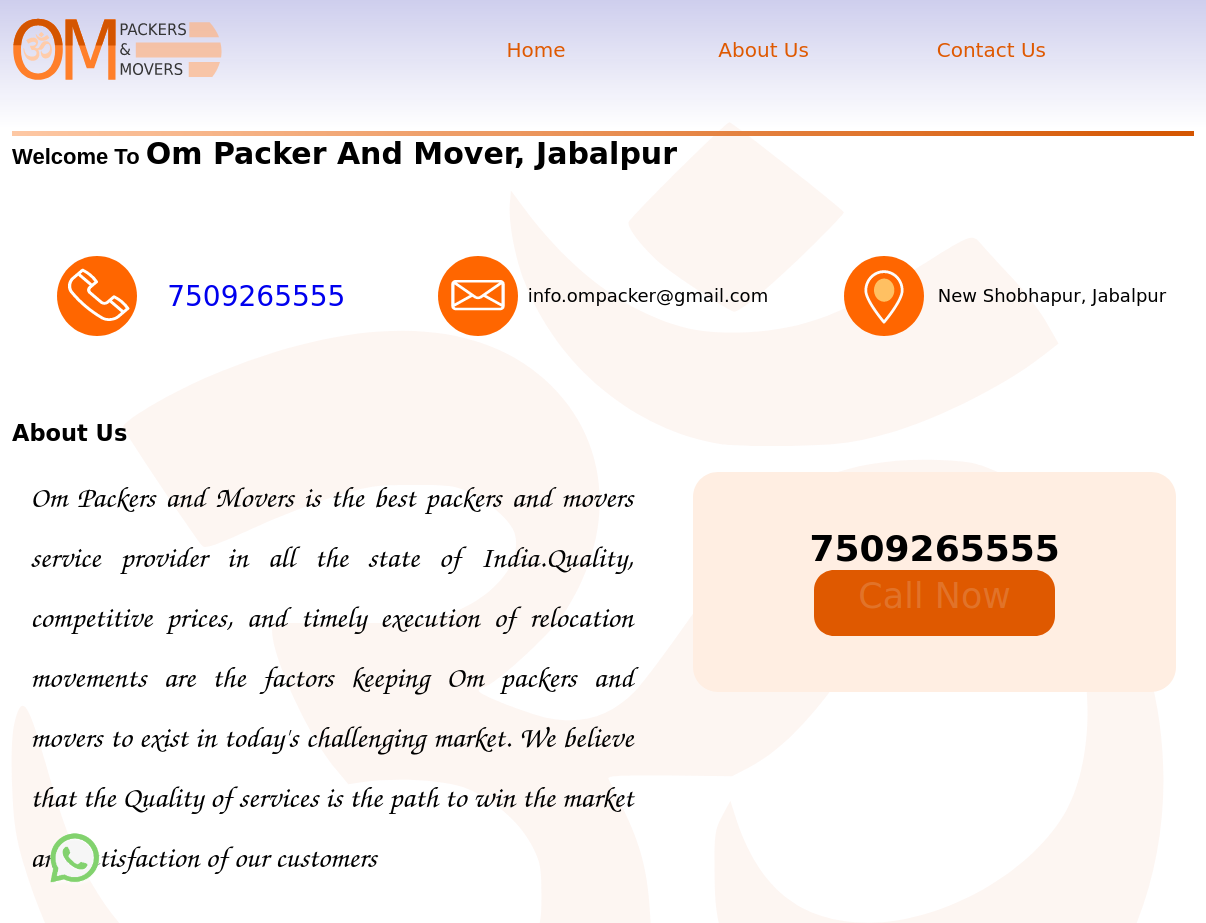 ॐ
OM PACKERS
&
MOVERS
Home About Us Contact Us
Welcome To Om Packer And Mover, Jabalpur
7509265555 info.ompacker@gmail.com New Shobhapur, Jabalpur
About Us
Om Packers and Movers is the best packers and movers
service provider in all the state of India.Quality,
competitive prices, and timely execution of relocation
movements are the factors keeping Om packers and
movers to exist in today's challenging market. We believe
that the Quality of services is the path to win the market
tisfaction of our customers
7509265555
Call Now